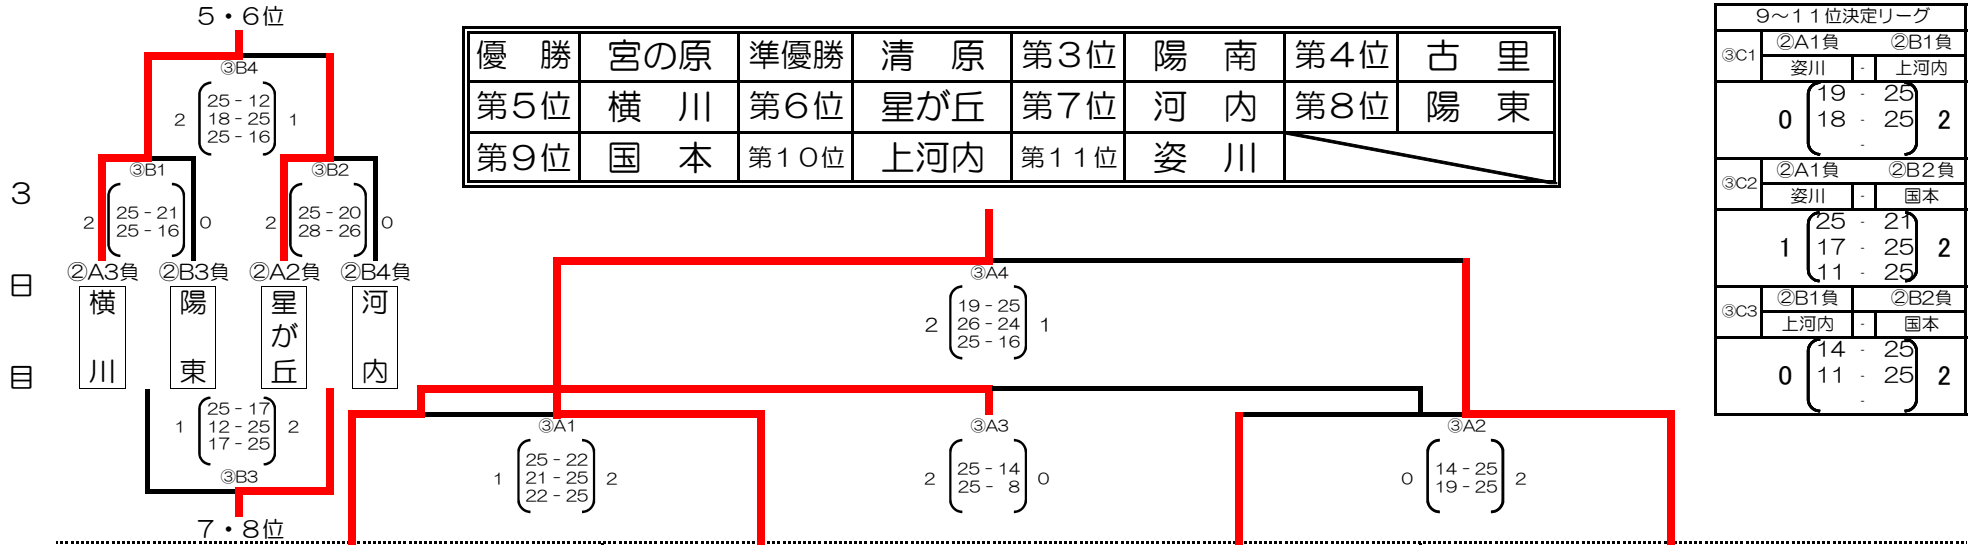 ５・６位
③B4
2 25 - 12 1
18 - 25
25 - 16
③B1
2 25 - 21 0
25 - 16
③B2
2 25 - 20 0
28 - 26
②A3負 ②B3負 ②A2負 ②B4負
横川 陽東 星が丘 河内
1 25 - 17 2
12 - 25
17 - 25
③B3
７・８位
３日目
優　勝 宮の原 準優勝 清　原 第３位 陽　南 第４位 古　里
第５位 横　川 第６位 星が丘 第７位 河　内 第８位 陽　東
第９位 国　本 第１０位 上河内 第１１位 姿　川
③A4
2 19 - 25 1
26 - 24
25 - 16
③A1
1 25 - 22 2
21 - 25
22 - 25
③A3
2 25 - 14 0
25 - 8
③A2
0 14 - 25 2
19 - 25
９～１１位決定リーグ
③C1 ②A1負 ②B1負
姿川 - 上河内
0 19 - 25 2
18 - 25
-
③C2 ②A1負 ②B2負
姿川 - 国本
1 25 - 21 2
17 - 25
11 - 25
③C3 ②B1負 ②B2負
上河内 - 国本
0 14 - 25 2
11 - 25
-